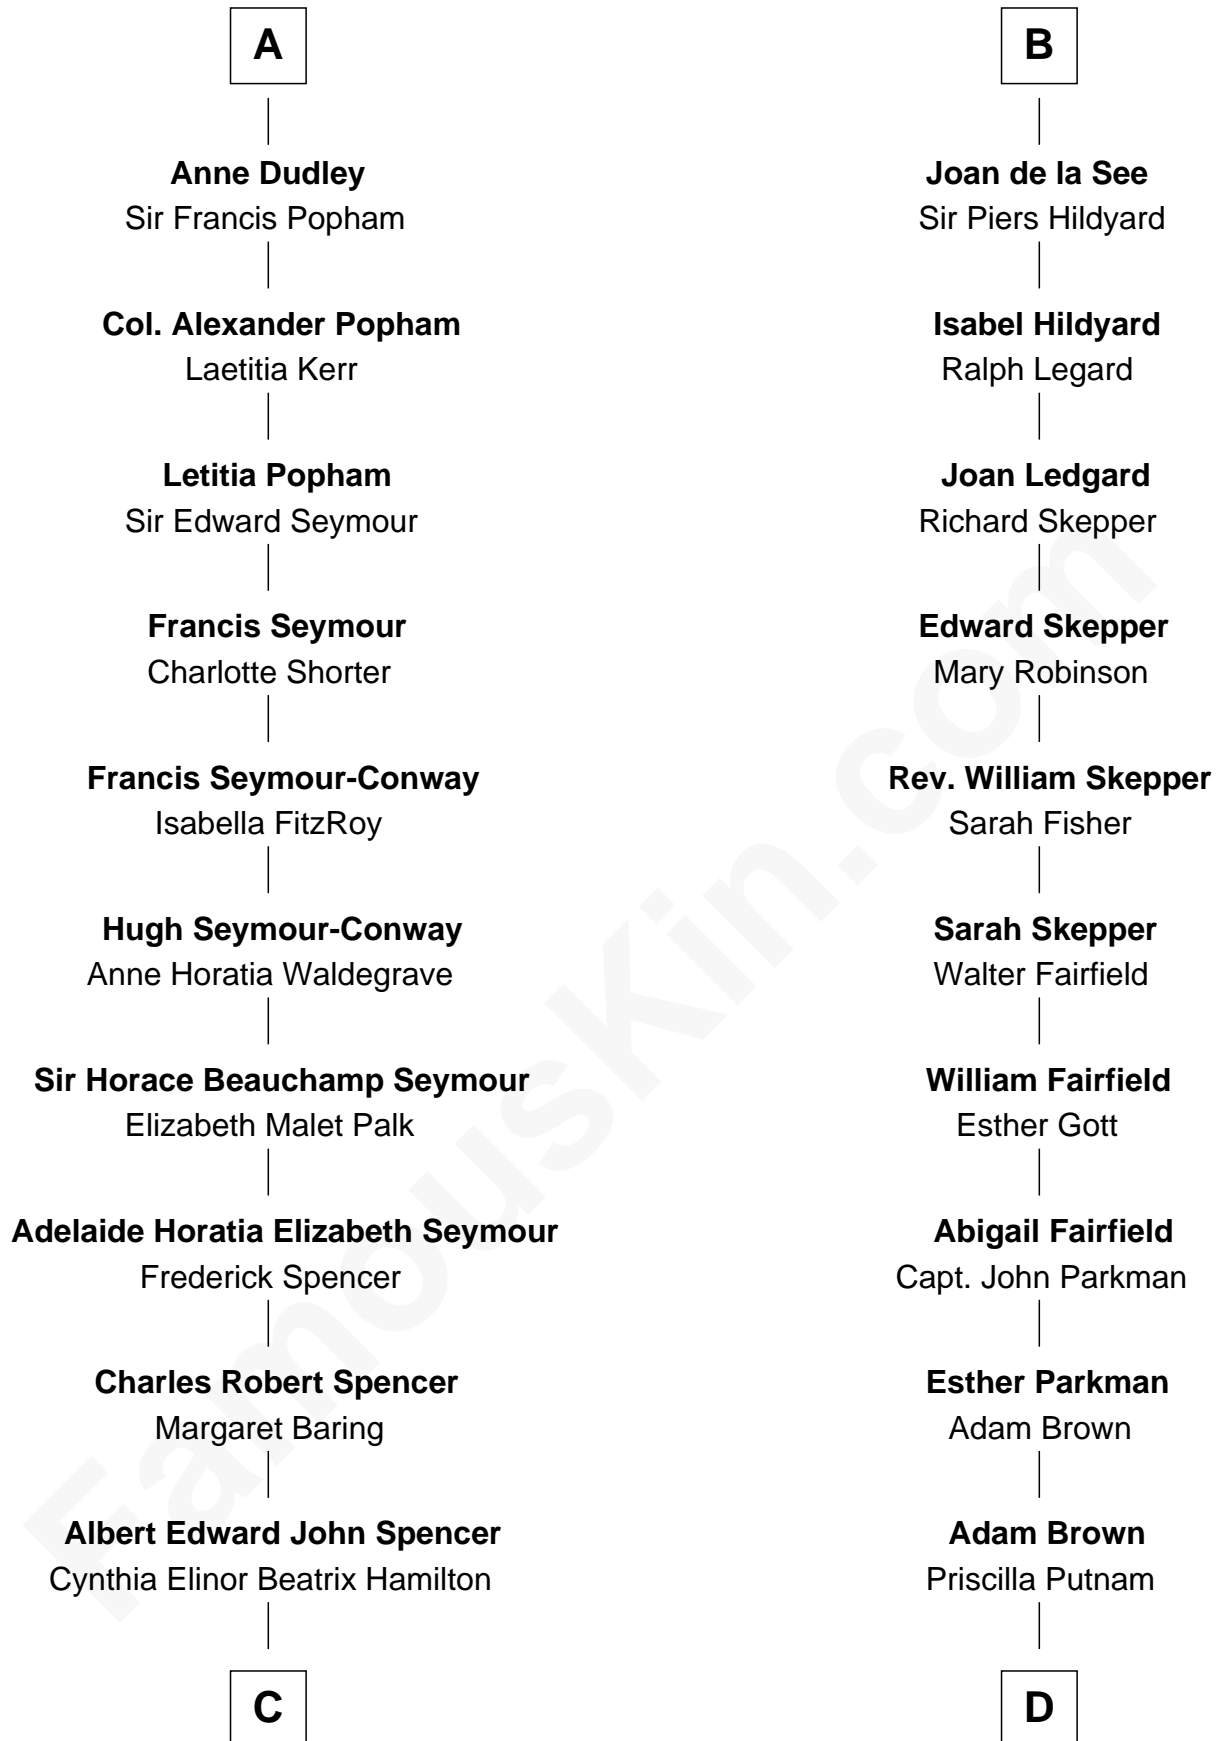 A
Anne Dudley
Sir Francis Popham
Col. Alexander Popham
Laetitia Kerr
Letitia Popham
Sir Edward Seymour
Francis Seymour
Charlotte Shorter
Francis Seymour-Conway
Isabella FitzRoy
Hugh Seymour-Conway
Anne Horatia Waldegrave
Sir Horace Beauchamp Seymour
Elizabeth Malet Palk
Adelaide Horatia Elizabeth Seymour
Frederick Spencer
Charles Robert Spencer
Margaret Baring
Albert Edward John Spencer
Cynthia Elinor Beatrix Hamilton
C
B
Joan de la See
Sir Piers Hildyard
Isabel Hildyard
Ralph Legard
Joan Ledgard
Richard Skepper
Edward Skepper
Mary Robinson
Rev. William Skepper
Sarah Fisher
Sarah Skepper
Walter Fairfield
William Fairfield
Esther Gott
Abigail Fairfield
Capt. John Parkman
Esther Parkman
Adam Brown
Adam Brown
Priscilla Putnam
D
FamousKin.com